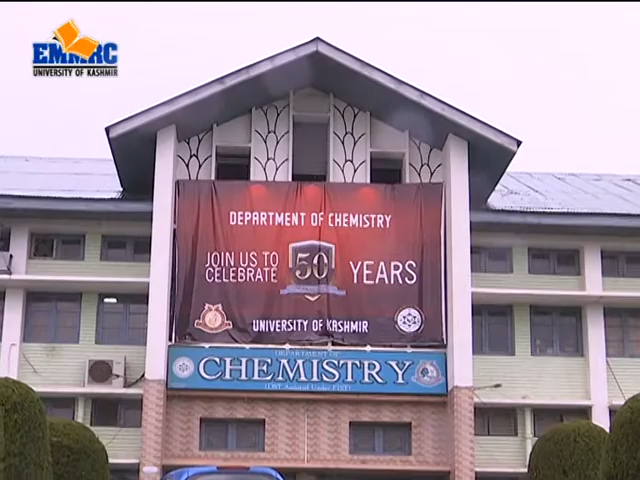 EMMRC
UNIVERSITY OF KASHMIR
DEPARTMENT OF CHEMISTRY
JOIN US TO
CELEBRATE
50
YEARS
UNIVERSITY OF KASHMIR
DEPARTMENT OF
CHEMISTRY